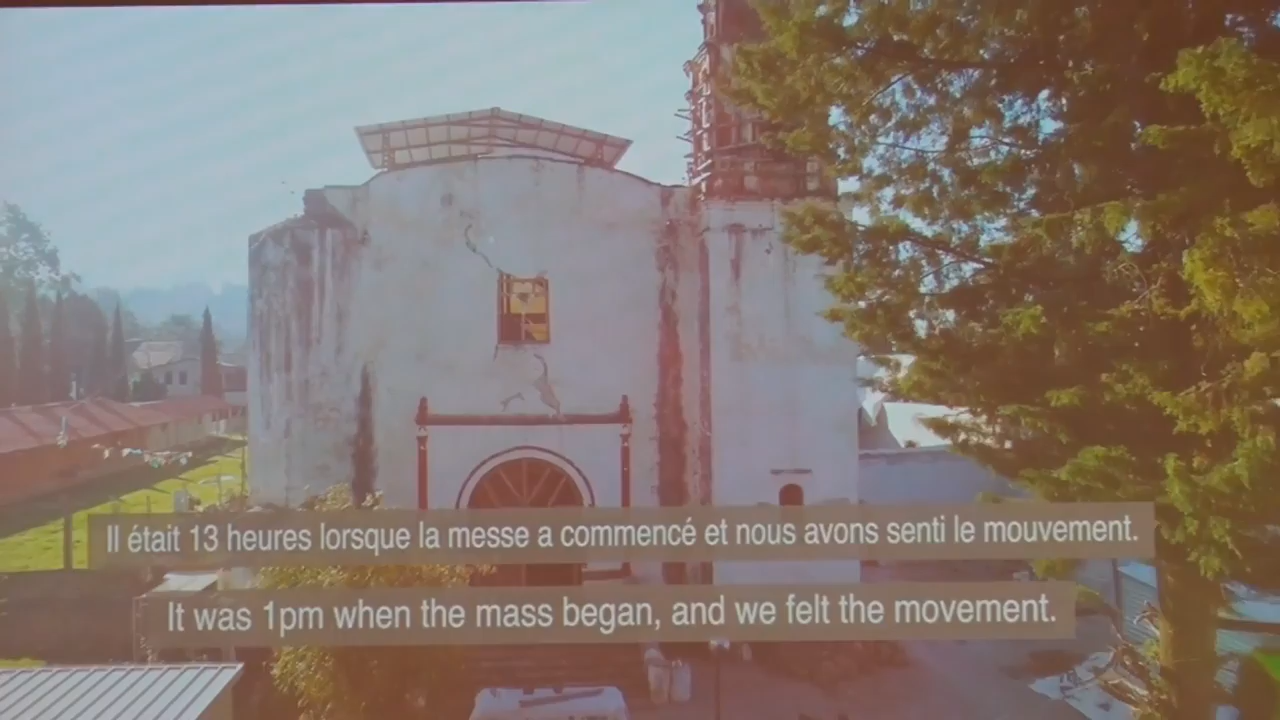 Il était 13 heures lorsque la messe a commencé et nous avons senti le mouvement.
It was 1pm when the mass began, and we felt the movement.